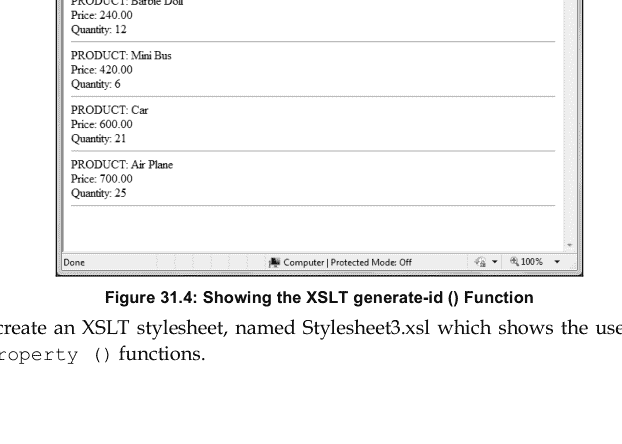 PRODUCT: Barbie Doll
Price: 240.00
Quantity: 12
PRODUCT: Mini Bus
Price: 420.00
Quantity: 6
PRODUCT: Car
Price: 600.00
Quantity: 21
PRODUCT: Air Plane
Price: 700.00
Quantity: 25
Done Computer | Protected Mode: Off 100%
Figure 31.4: Showing the XSLT generate-id () Function
create an XSLT stylesheet, named Stylesheet3.xsl which shows the use
roperty () functions.